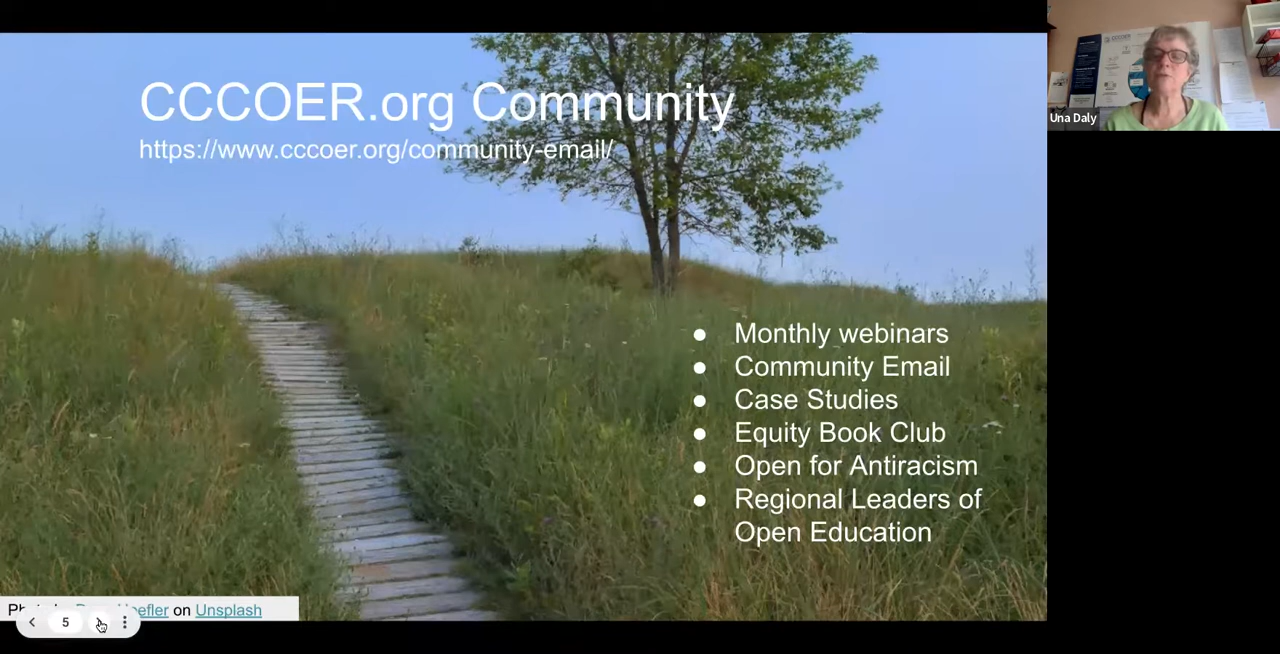 CCCOER.org Community
https://www.cccoer.org/community-email/
Una Daly
● Monthly webinars
● Community Email
● Case Studies
● Equity Book Club
● Open for Antiracism
● Regional Leaders of
Open Education
on Unsplash
5